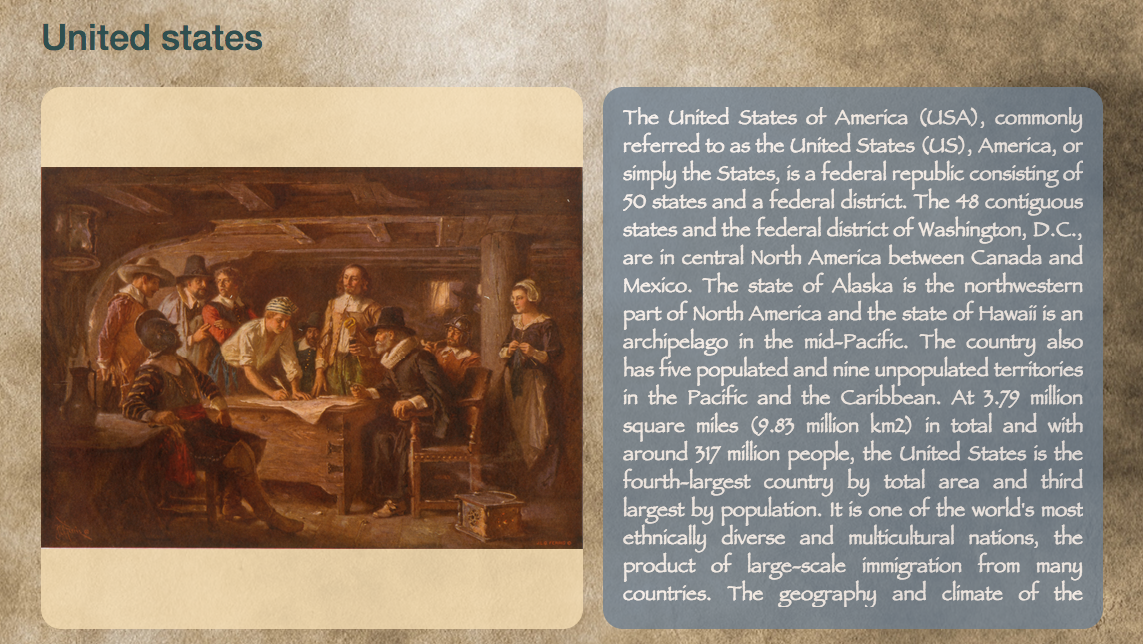 United states
The United States of America (USA), commonly
referred to as the United States (US), America, or
simply the States, is a federal republic consisting of
50 states and a federal district. The 48 contiguous
states and the federal district of Washington, D.C.,
are in central North America between Canada and
Mexico. The state of Alaska is the northwestern
part of North America and the state of Hawaii is an
archipelago in the mid-Pacific. The country also
has five populated and nine unpopulated territories
in the Pacific and the Caribbean. At 3.79 million
square miles (9.83 million km2) in total and with
around 317 million people, the United States is the
fourth-largest country by total area and third
largest by population. It is one of the world's most
ethnically diverse and multicultural nations, the
product of large-scale immigration from many
countries. The geography and climate of the